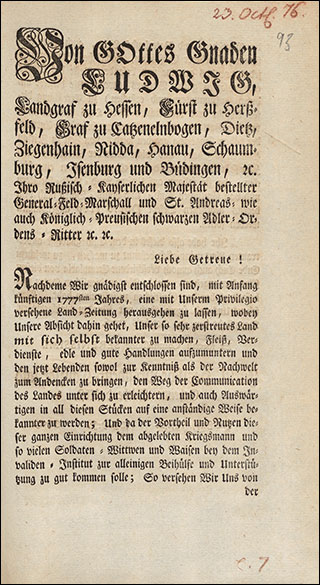 23. Octb. 76.
93
Von GOttes Gnaden
LUDWIG,
Landgraf zu Hessen, Fürst zu Herß-
feld, Graf zu Catzenelnbogen, Dietz,
Ziegenhain, Nidda, Hanau, Schaum-
burg, Isenburg und Büdingen, ꝛc.
Ihro Rußisch-Kayserlichen Majestät bestellter
General-Feld-Marschall und St. Andreas- wie
auch Königlich-Preußischen schwarzen Adler-Or-
dens-Ritter ꝛc. ꝛc.
Liebe Getreue !
Nachdeme Wir gnädigst entschlossen sind, mit Anfang
künftigen 1777sten Jahres, eine mit Unserm Privilegio
versehene Land-Zeitung herausgeben zu lassen, wobey
Unsere Absicht dahin gehet, Unser so sehr zerstreutes Land
mit sich selbst bekannter zu machen, Fleiß, Ver-
dienste, edle und gute Handlungen aufzumuntern und
den jetzt Lebenden sowol zur Kenntniß als der Nachwelt
zum Andencken zu bringen, den Weg der Communication
des Landes unter sich zu erleichtern, und auch Auswär-
tigen in all diesen Stücken auf eine anständige Weise be-
kannter zu werden; Und da der Vortheil und Nutzen die-
ser ganzen Einrichtung dem abgelebten Kriegsmann und
so vielen Soldaten-Wittwen und Waisen bey dem In-
validen-Institut zur alleinigen Beihülfe und Unterstü-
tzung zu gut kommen solle; So versehen Wir Uns von
der